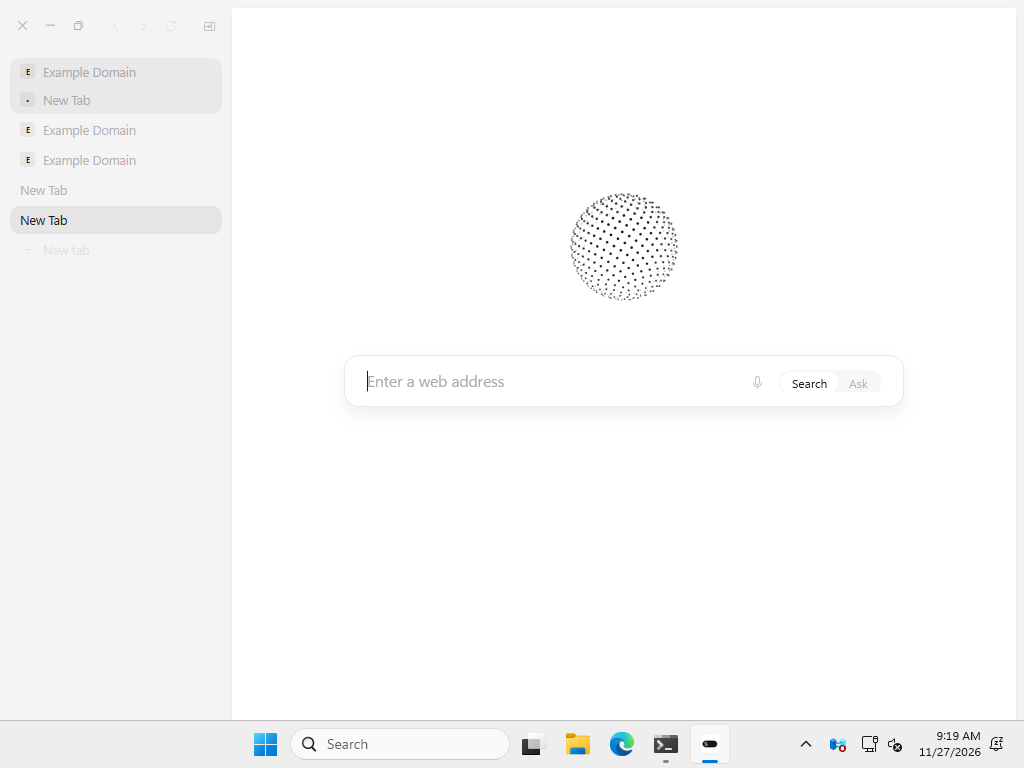 E Example Domain
New Tab
E Example Domain
E Example Domain
New Tab
New Tab
+ New tab
Enter a web address
Search Ask
Search
9:19 AM
11/27/2026